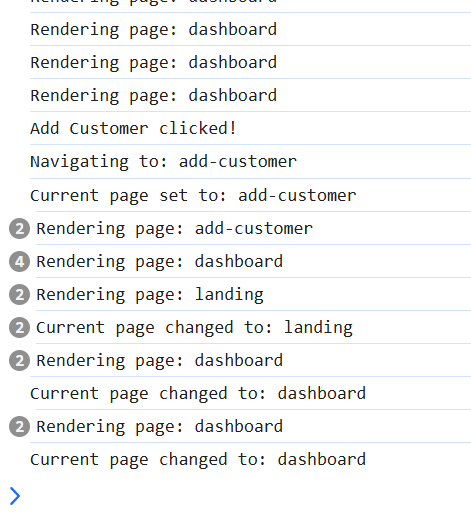 Rendering page: dashboard
Rendering page: dashboard
Rendering page: dashboard
Rendering page: dashboard
Add Customer clicked!
Navigating to: add-customer
Current page set to: add-customer
2 Rendering page: add-customer
4 Rendering page: dashboard
2 Rendering page: landing
2 Current page changed to: landing
2 Rendering page: dashboard
Current page changed to: dashboard
2 Rendering page: dashboard
Current page changed to: dashboard